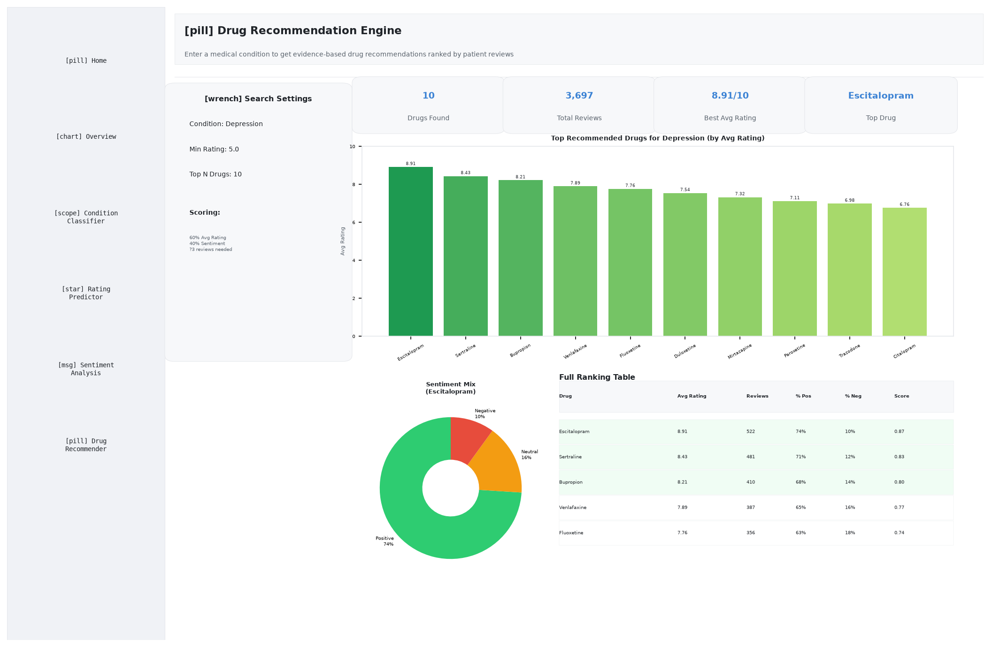 [pill] Home
[chart] Overview
[scope] Condition
Classifier
[star] Rating
Predictor
[msg] Sentiment
Analysis
[pill] Drug
Recommender
[pill] Drug Recommendation Engine
Enter a medical condition to get evidence-based drug recommendations ranked by patient reviews
[wrench] Search Settings
Condition: Depression
Min Rating: 5.0
Top N Drugs: 10
Scoring:
60% Avg Rating
40% Sentiment
?3 reviews needed
10
Drugs Found
3,697
Total Reviews
8.91/10
Best Avg Rating
Escitalopram
Top Drug
Top Recommended Drugs for Depression (by Avg Rating)
Avg Rating
10
8
6
4
2
0
8.91
8.43
8.21
7.89
7.76
7.54
7.32
7.11
6.98
6.76
Escitalopram
Sertraline
Bupropion
Venlafaxine
Fluoxetine
Duloxetine
Mirtazapine
Paroxetine
Trazodone
Citalopram
Sentiment Mix
(Escitalopram)
Negative
10%
Neutral
16%
Positive
74%
Full Ranking Table
Drug Avg Rating Reviews % Pos % Neg Score
Escitalopram 8.91 522 74% 10% 0.87
Sertraline 8.43 481 71% 12% 0.83
Bupropion 8.21 410 68% 14% 0.80
Venlafaxine 7.89 387 65% 16% 0.77
Fluoxetine 7.76 356 63% 18% 0.74